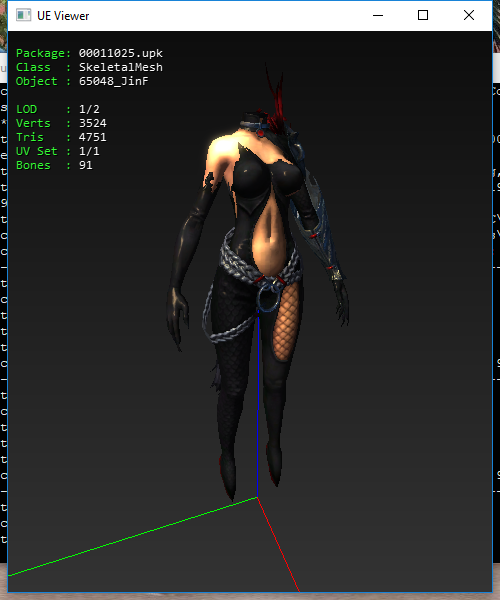 UE Viewer
Package: 00011025.upk
Class : SkeletalMesh
Object : 65048_JinF
LOD : 1/2
Verts : 3524
Tris : 4751
UV Set : 1/1
Bones : 91